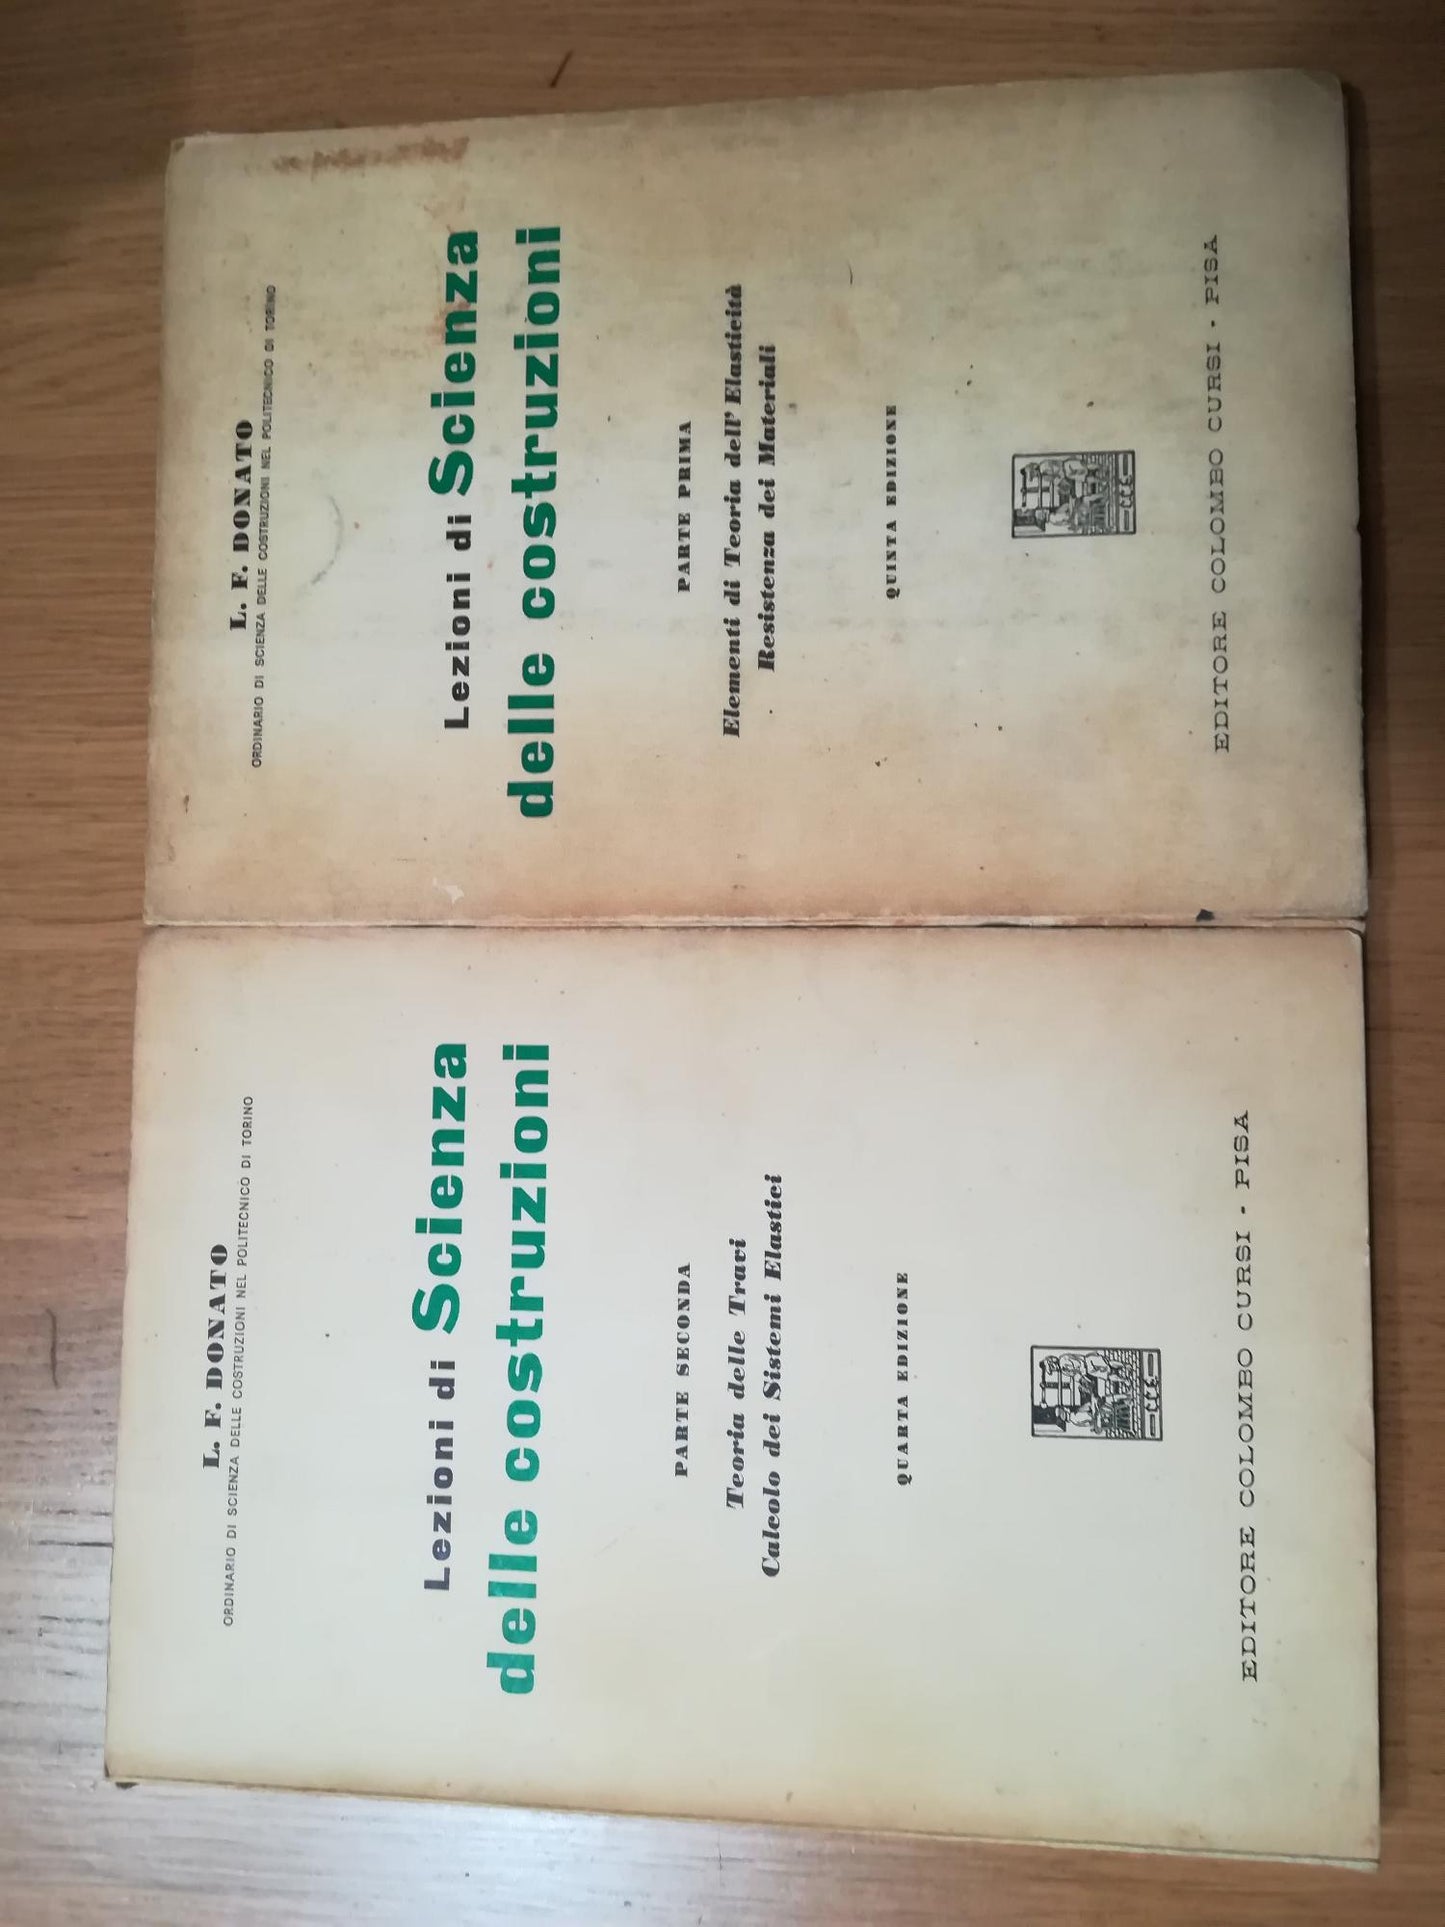 L. F. DONATO
ORDINARIO DI SCIENZA DELLE COSTRUZIONI NEL POLITECNICO DI TORINO
Lezioni di Scienza
delle costruzioni
PARTE SECONDA
Teoria delle Travi
Calcolo dei Sistemi Elastici
QUARTA EDIZIONE
EDITORE COLOMBO CURSI - PISA
L. F. DONATO
ORDINARIO DI SCIENZA DELLE COSTRUZIONI NEL POLITECNICO DI TORINO
Lezioni di Scienza
delle costruzioni
PARTE PRIMA
Elementi di Teoria dell' Elasticità
Resistenza dei Materiali
QUINTA EDIZIONE
EDITORE COLOMBO CURSI - PISA